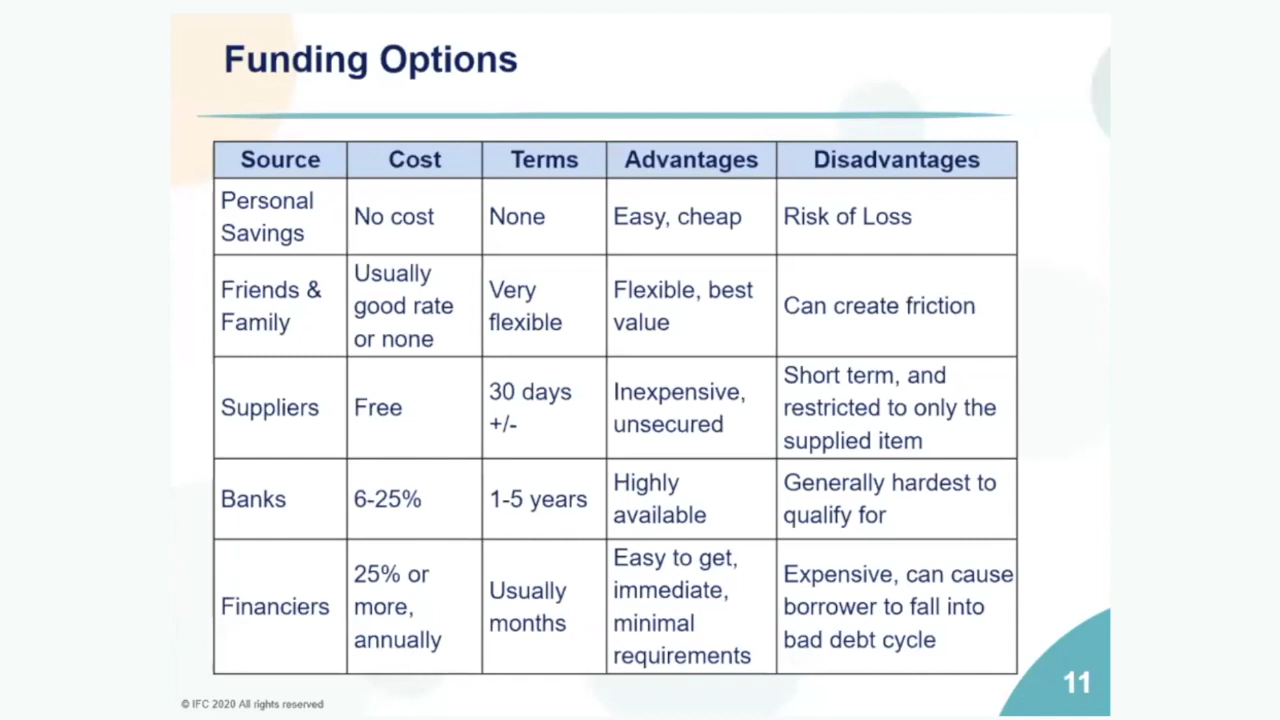 Funding Options
Source Cost Terms Advantages Disadvantages
Personal
Savings
No cost
None
Easy, cheap
Risk of Loss
Friends &
Family
Usually
good rate
or none
Very
flexible
Flexible, best
value
Can create friction
Suppliers
Free
30 days
+/-
Inexpensive,
unsecured
Short term, and
restricted to only the
supplied item
Banks
6-25%
1-5 years
Highly
available
Generally hardest to
qualify for
Financiers
25% or
more,
annually
Usually
months
Easy to get,
immediate,
minimal
requirements
Expensive, can cause
borrower to fall into
bad debt cycle
11
© IFC 2020 All rights reserved